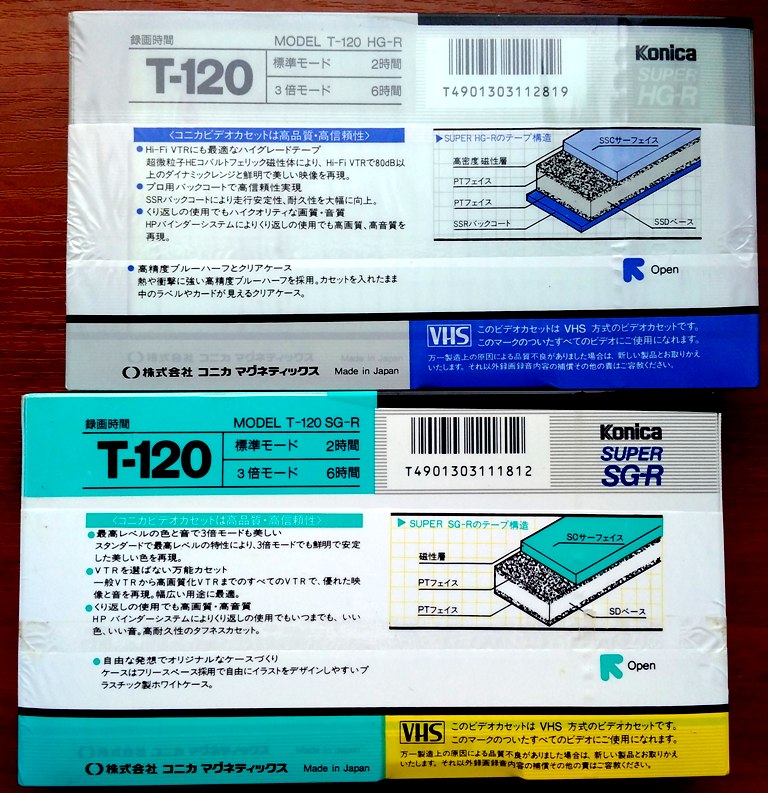 録画時間
MODEL T-120 HG-R
T-120
標準モード 2時間
3倍モード 6時間
T4901303112819
Konica
SUPER
HG-R
〈コニカビデオカセットは高品質・高信頼性〉
● Hi-Fi VTRにも最適なハイグレードテープ
超微粒子HEコバルトフェリック磁性体により、Hi-Fi VTRで80dB以
上のダイナミックレンジと鮮明で美しい映像を再現。
● プロ用バックコートで高信頼性実現
SSRバックコートにより走行安定性、耐久性を大幅に向上。
● くり返しの使用でもハイクオリティな画質・音質
HPバインダーシステムによりくり返しの使用でも高画質、高音質を
再現。
● 高精度ブルーハーフとクリアケース
熱や衝撃に強い高精度ブルーハーフを採用。カセットを入れたまま
中のラベルやカードが見えるクリアケース。
▶SUPER HG-Rのテープ構造
SSCサーフェイス
高密度 磁性層
PTフェイス
PTフェイス
SSRバックコート
SSDベース
Open
株式会社 コニカ マグネティックス Made in Japan
VHS
このビデオカセットは VHS 方式のビデオカセットです。
このマークのついたすべてのビデオにご使用になれます。
万一製造上の原因による品質不良がありました場合は、新しい製品とお取りかえ
いたします。それ以外録画録音内容の補償その他の責はご容赦ください。
録画時間
MODEL T-120 SG-R
T-120
標準モード 2時間
3倍モード 6時間
T4901303111812
Konica
SUPER
SG-R
〈コニカビデオカセットは高品質・高信頼性〉
● 最高レベルの色と音で3倍モードも美しい
スタンダードで最高レベルの特性により、3倍モードでも鮮明で安定
した美しい色を再現。
● VTRを選ばない万能カセット
一般VTRから高画質化VTRまでのすべてのVTRで、優れた映
像と音を再現。幅広い用途に最適。
● くり返しの使用でも高画質・高音質
HP バインダーシステムによりくり返しの使用でもいつまでも、いい
色、いい音。高耐久性のタフネスカセット。
● 自由な発想でオリジナルなケースづくり
ケースはフリースペース採用で自由にイラストをデザインしやすいプ
ラスチック製ホワイトケース。
▶ SUPER SG-Rのテープ構造
SCサーフェイス
磁性層
PTフェイス
PTフェイス
SDベース
Open
株式会社 コニカ マグネティックス Made in Japan
VHS
このビデオカセットは VHS 方式のビデオカセットです。
このマークのついたすべてのビデオにご使用になれます。
万一製造上の原因による品質不良がありました場合は、新しい製品とお取りかえ
いたします。それ以外録画録音内容の補償その他の責はご容赦ください。